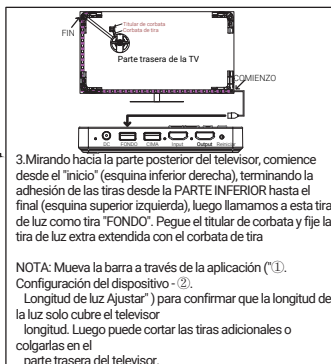 Titular de corbata
Corbata de tira
FIN
Parte trasera de la TV
COMIENZO
DC FONDO CIMA Input Output Reiniciar
3.Mirando hacia la parte posterior del televisor, comience
desde el "inicio" (esquina inferior derecha), terminando la
adhesión de las tiras desde la PARTE INFERIOR hasta el
final (esquina superior izquierda), luego llamamos a esta tira
de luz como tira "FONDO". Pegue el titular de corbata y fije la
tira de luz extra extendida con el corbata de tira
NOTA: Mueva la barra a través de la aplicación ("①.
Configuración del dispositivo - ②.
Longitud de luz Ajustar" ) para confirmar que la longitud de
la luz solo cubre el televisor
longitud. Luego puede cortar las tiras adicionales o
colgarlas en el
parte trasera del televisor.